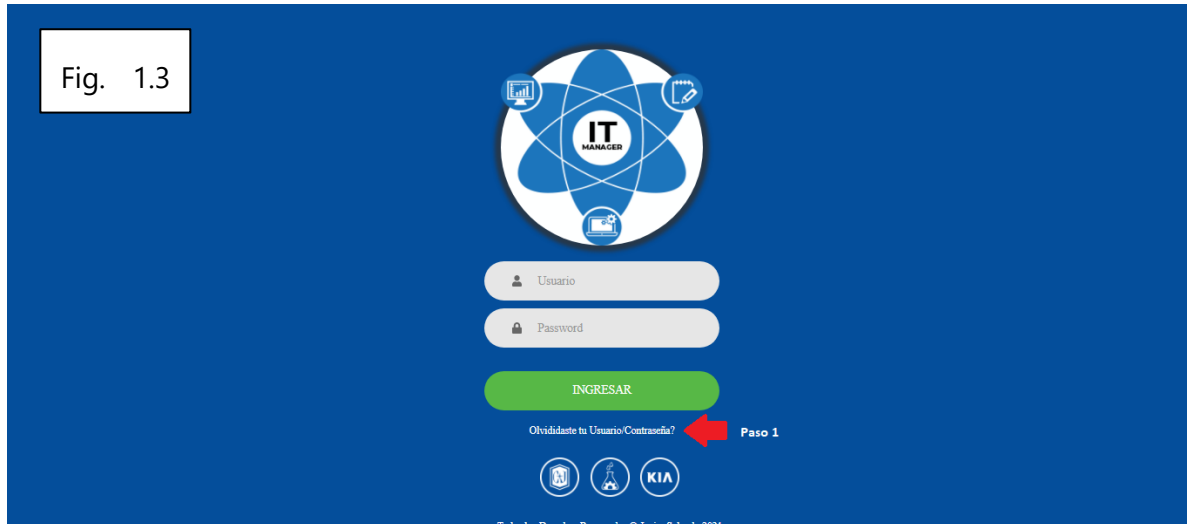 Fig. 1.3
IT
MANAGER
Usuario
Password
INGRESAR
Olvididaste tu Usuario/Contraseña?
Paso 1
KIA